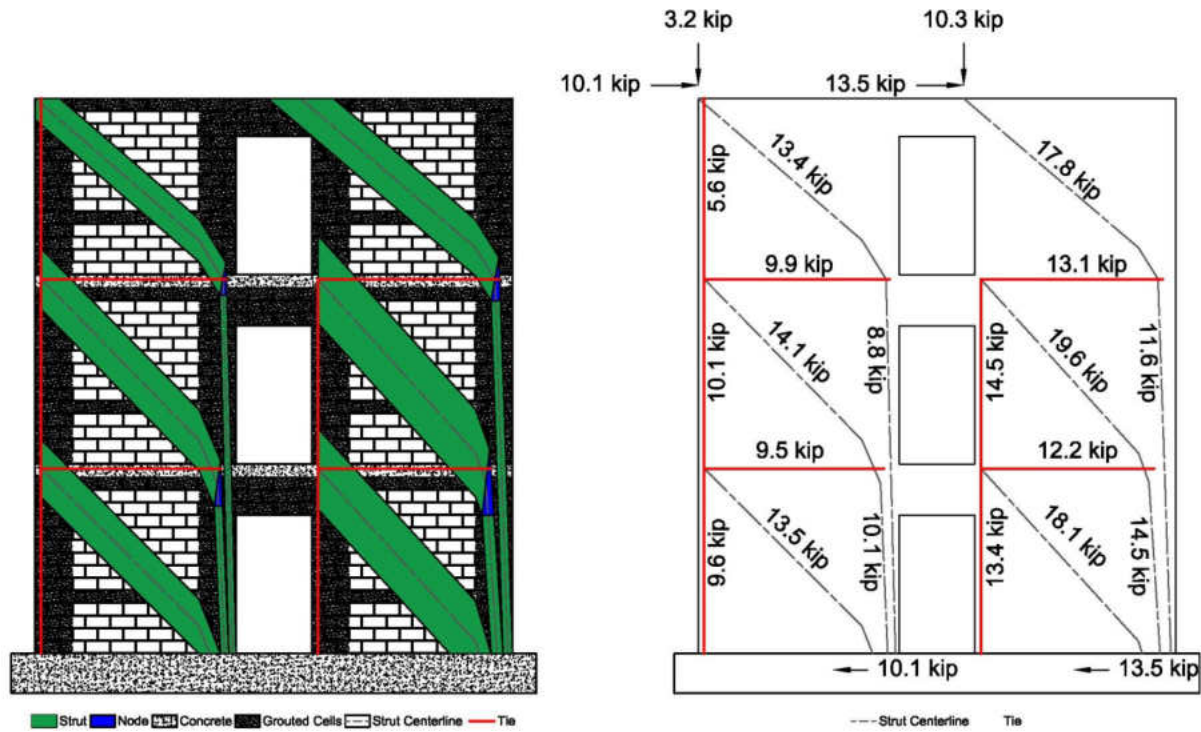 3.2 kip
10.3 kip
10.1 kip
13.5 kip
13.4 kip
17.8 kip
5.6 kip
9.9 kip
13.1 kip
14.1 kip
8.8 kip
19.6 kip
11.6 kip
10.1 kip
14.5 kip
9.5 kip
12.2 kip
13.5 kip
10.1 kip
18.1 kip
14.5 kip
9.6 kip
13.4 kip
10.1 kip
13.5 kip
Strut Node Concrete Grouted Cells Strut Centerline Tie
Strut Centerline Tie